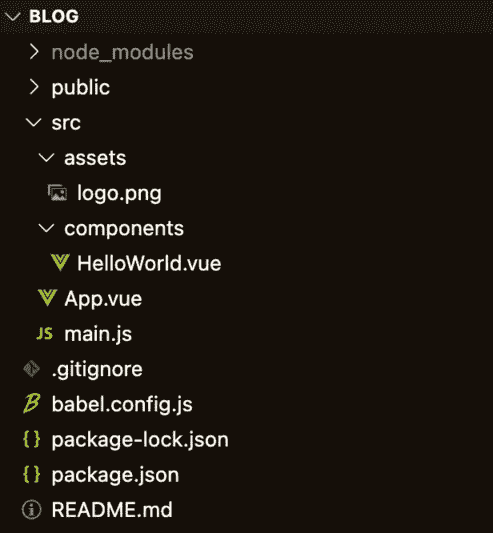 BLOG
node_modules
public
src
assets
logo.png
components
HelloWorld.vue
App.vue
JS main.js
.gitignore
B babel.config.js
{} package-lock.json
{} package.json
README.md